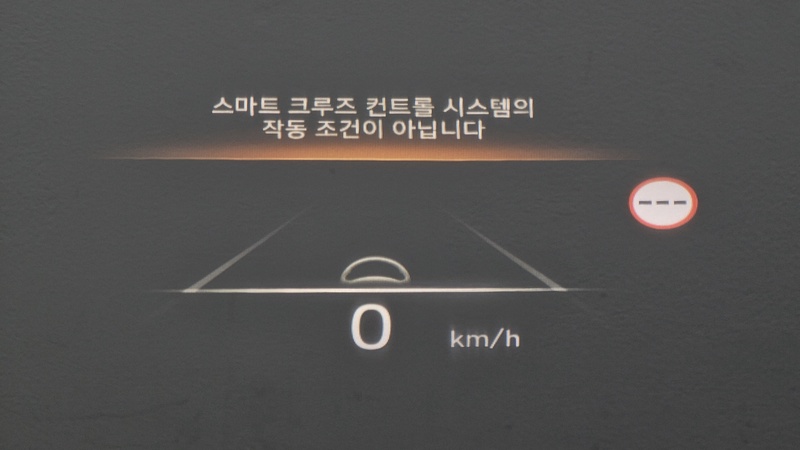 스마트 크루즈 컨트롤 시스템의
작동 조건이 아닙니다
---
0 km/h